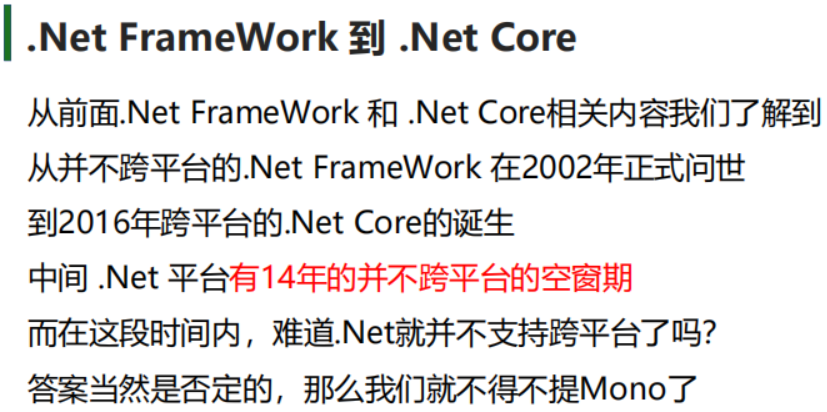 .Net FrameWork 到 .Net Core
从前面.Net FrameWork 和 .Net Core相关内容我们了解到
从并不跨平台的.Net FrameWork 在2002年正式问世
到2016年跨平台的.Net Core的诞生
中间 .Net 平台有14年的并不跨平台的空窗期
而在这段时间内，难道.Net就并不支持跨平台了吗？
答案当然是否定的，那么我们就不得不提Mono了